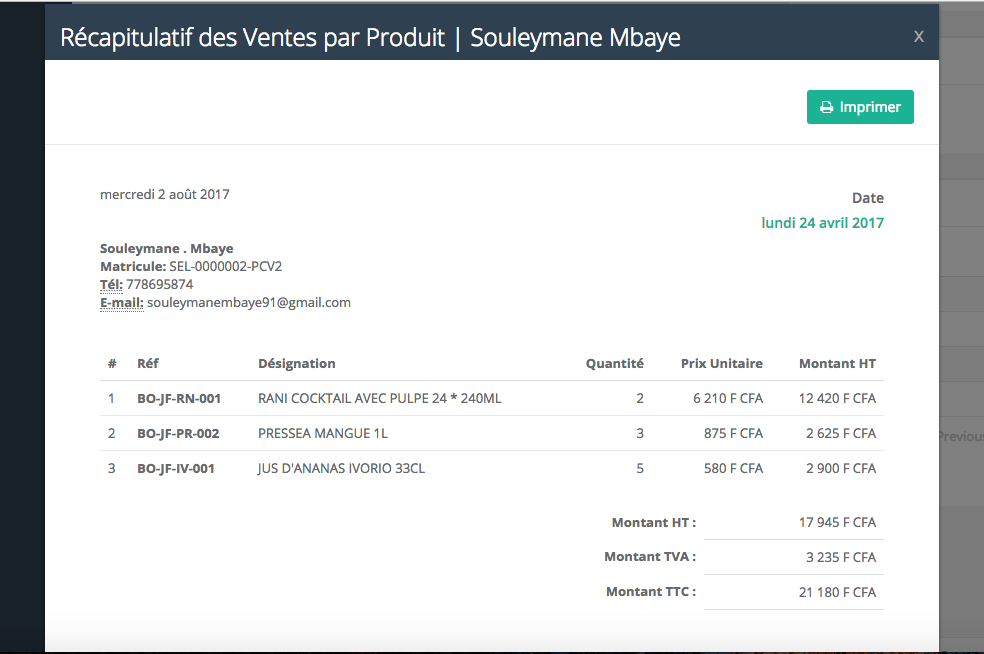 Récapitulatif des Ventes par Produit | Souleymane Mbaye
X
Imprimer
mercredi 2 août 2017
Date
lundi 24 avril 2017
Souleymane . Mbaye
Matricule: SEL-0000002-PCV2
Tél: 778695874
E-mail: souleymanembaye91@gmail.com
# Réf Désignation Quantité Prix Unitaire Montant HT
1 BO-JF-RN-001 RANI COCKTAIL AVEC PULPE 24 * 240ML 2 6 210 F CFA 12 420 F CFA
2 BO-JF-PR-002 PRESSEA MANGUE 1L 3 875 F CFA 2 625 F CFA
3 BO-JF-IV-001 JUS D'ANANAS IVORIO 33CL 5 580 F CFA 2 900 F CFA
Montant HT : 17 945 F CFA
Montant TVA : 3 235 F CFA
Montant TTC : 21 180 F CFA
Previous